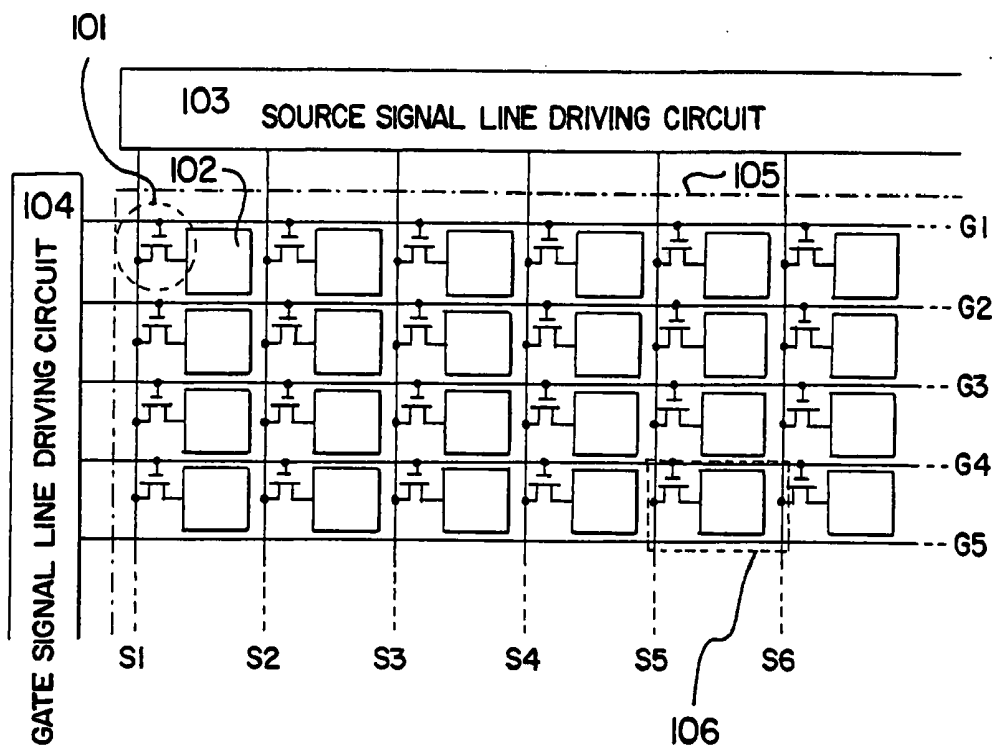 101
103 SOURCE SIGNAL LINE DRIVING CIRCUIT
102
105
104
GATE SIGNAL LINE DRIVING CIRCUIT
G1
G2
G3
G4
G5
S1 S2 S3 S4 S5 S6
106